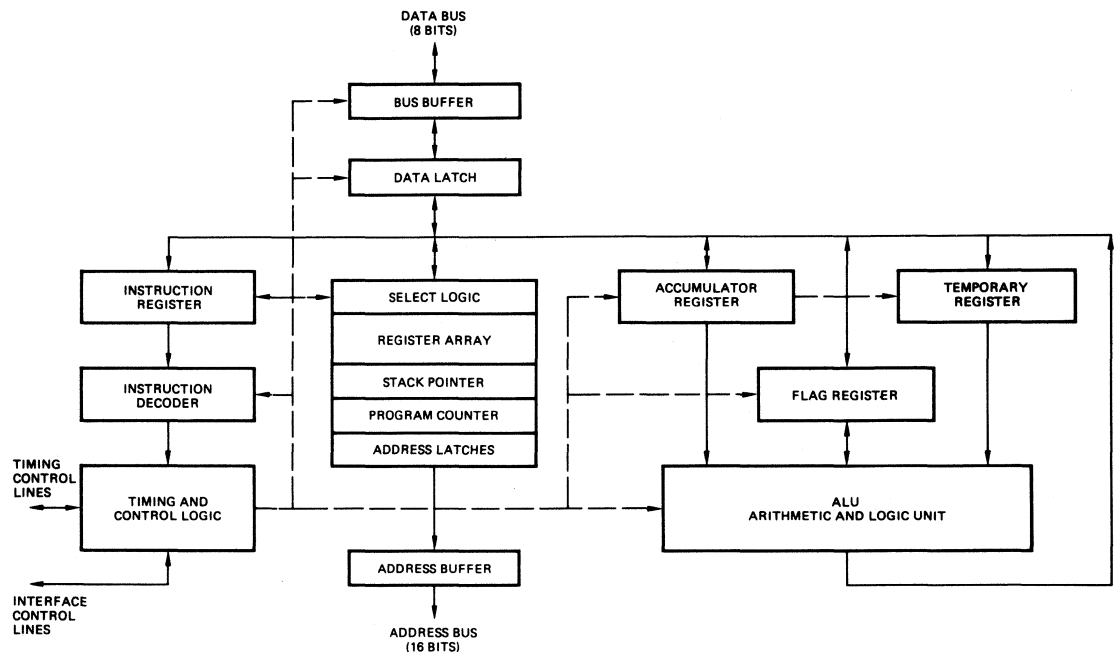 DATA BUS
(8 BITS)
BUS BUFFER
DATA LATCH
INSTRUCTION
REGISTER
SELECT LOGIC
ACCUMULATOR
REGISTER
TEMPORARY
REGISTER
REGISTER ARRAY
STACK POINTER
INSTRUCTION
DECODER
FLAG REGISTER
PROGRAM COUNTER
ADDRESS LATCHES
TIMING
CONTROL
LINES
TIMING AND
CONTROL LOGIC
ALU
ARITHMETIC AND LOGIC UNIT
ADDRESS BUFFER
INTERFACE
CONTROL
LINES
ADDRESS BUS
(16 BITS)